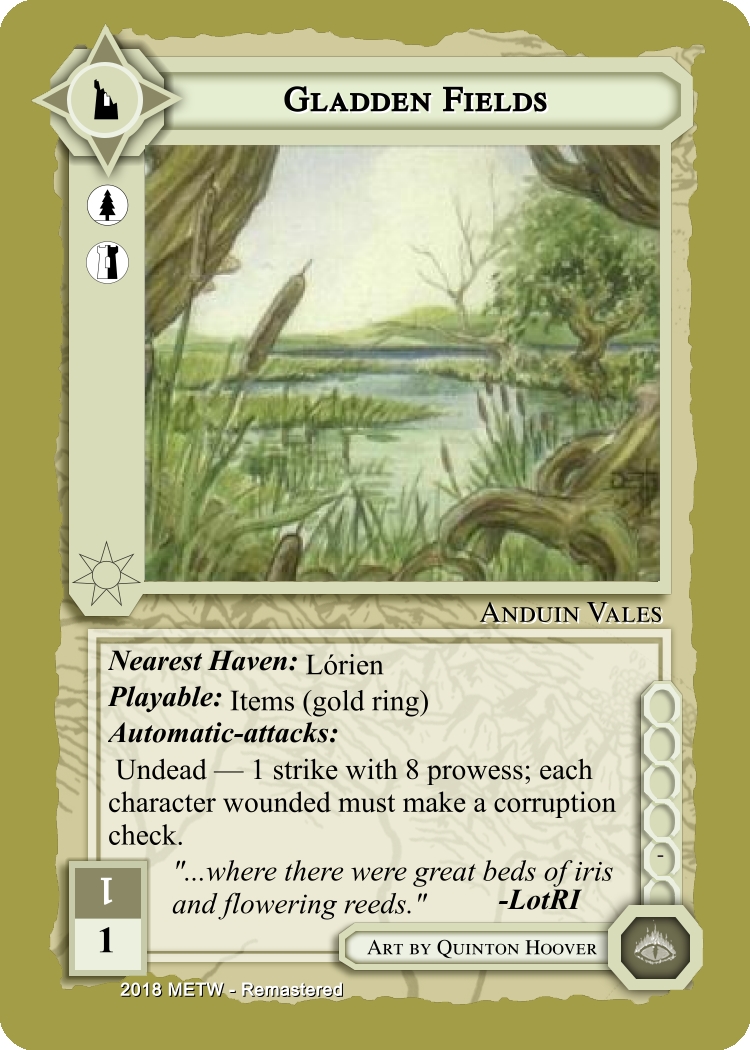 Gladden Fields
Anduin Vales
Nearest Haven: Lórien
Playable: Items (gold ring)
Automatic-attacks:
Undead — 1 strike with 8 prowess; each
character wounded must make a corruption
check.
"...where there were great beds of iris
and flowering reeds." -LotRI
-
1
1
Art by Quinton Hoover
2018 METW - Remastered